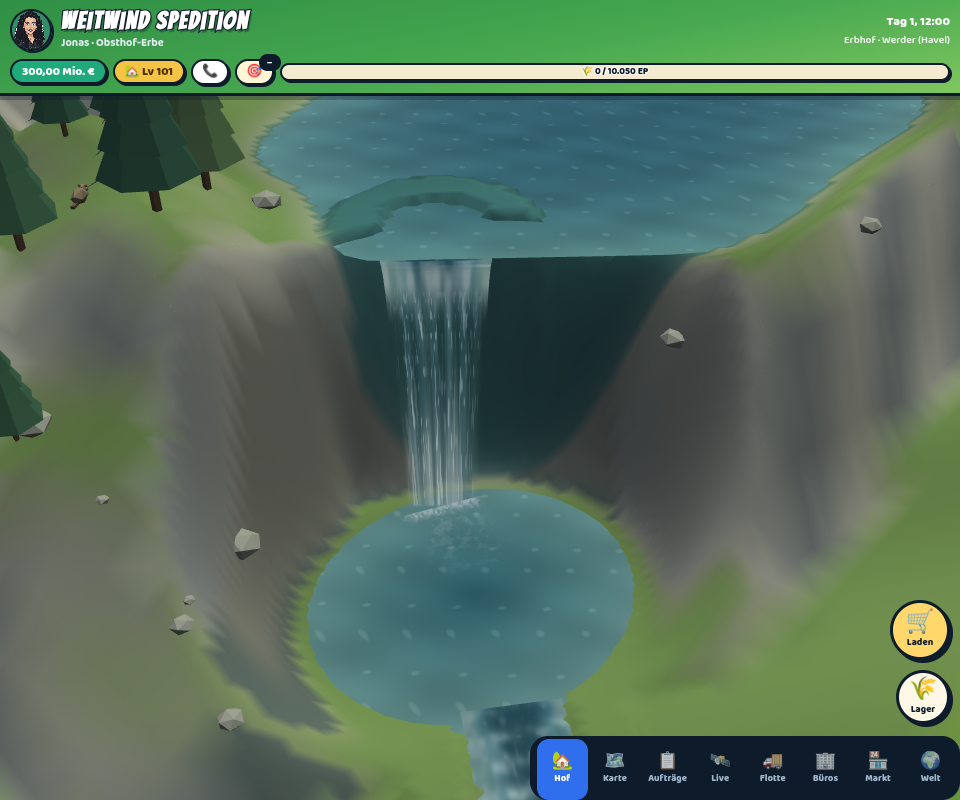 WEITWIND SPEDITION
Jonas · Obsthof-Erbe
Tag 1, 12:00
Erbhof · Werder (Havel)
300,00 Mio. €
Lv 101
–
0 / 10.050 EP
Laden
Lager
Hof
Karte
Aufträge
Live
Flotte
Büros
Markt
Welt